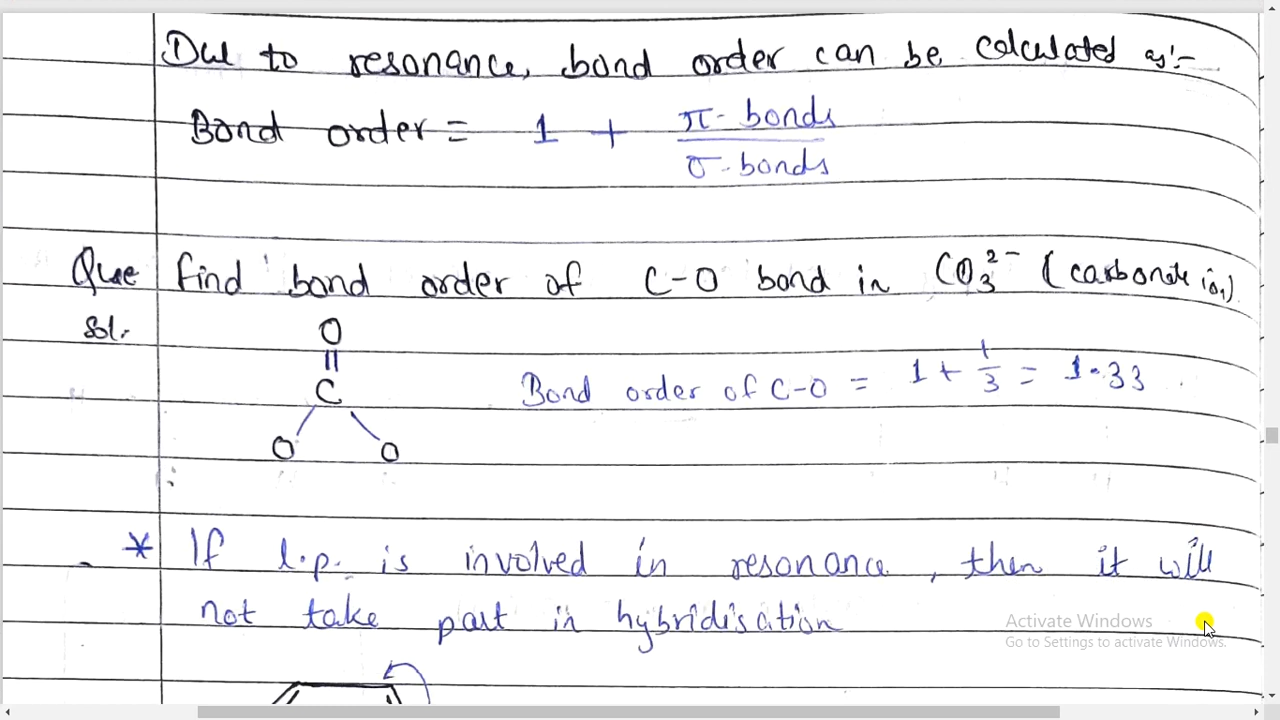 Due to resonance, bond order can be calculated as:-
Bond order = 1 + π-bonds / σ-bonds
Que find bond order of C-O bond in CO₃²⁻ (carbonate ion)
Sol:
O
C
O O
Bond order of C-O = 1 + 1/3 = 1.33
* If l.p. is involved in resonance, then it will
not take part in hybridisation
Activate Windows
Go to Settings to activate Windows.